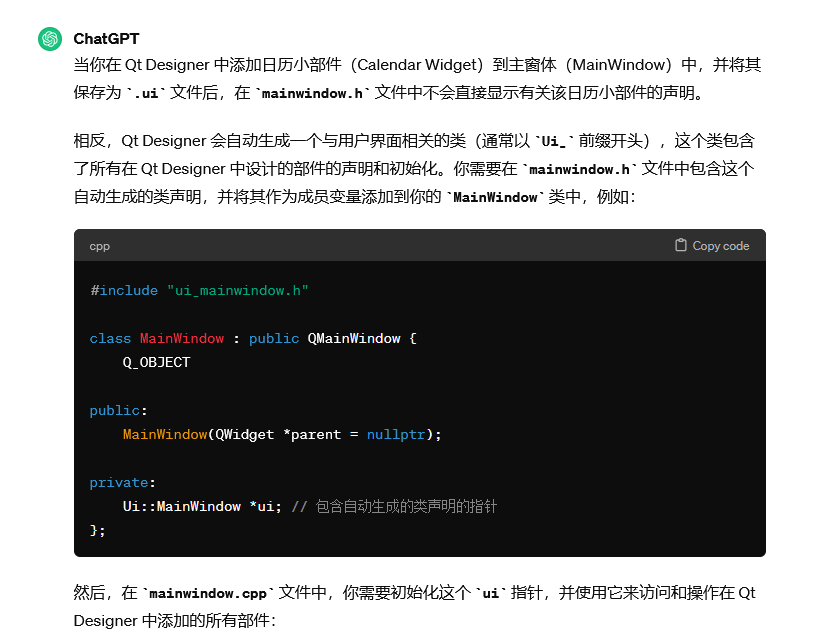 ChatGPT
当你在 Qt Designer 中添加日历小部件（Calendar Widget）到主窗体（MainWindow）中，并将其
保存为 `.ui` 文件后，在 `mainwindow.h` 文件中不会直接显示有关该日历小部件的声明。
相反，Qt Designer 会自动生成一个与用户界面相关的类（通常以 `Ui_` 前缀开头），这个类包含
了所有在 Qt Designer 中设计的部件的声明和初始化。你需要在 `mainwindow.h` 文件中包含这个
自动生成的类声明，并将其作为成员变量添加到你的 `MainWindow` 类中，例如：
cpp
Copy code
#include "ui_mainwindow.h"
class MainWindow : public QMainWindow {
Q_OBJECT
public:
MainWindow(QWidget *parent = nullptr);
private:
Ui::MainWindow *ui; // 包含自动生成的类声明的指针
};
然后，在 `mainwindow.cpp` 文件中，你需要初始化这个 `ui` 指针，并使用它来访问和操作在 Qt
Designer 中添加的所有部件：